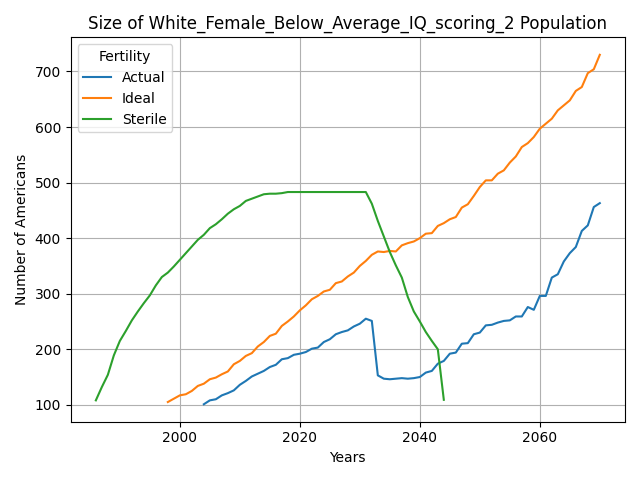 Size of White_Female_Below_Average_IQ_scoring_2 Population
Fertility
Actual
Ideal
Sterile
Number of Americans
700
600
500
400
300
200
100
2000
2020
2040
2060
Years